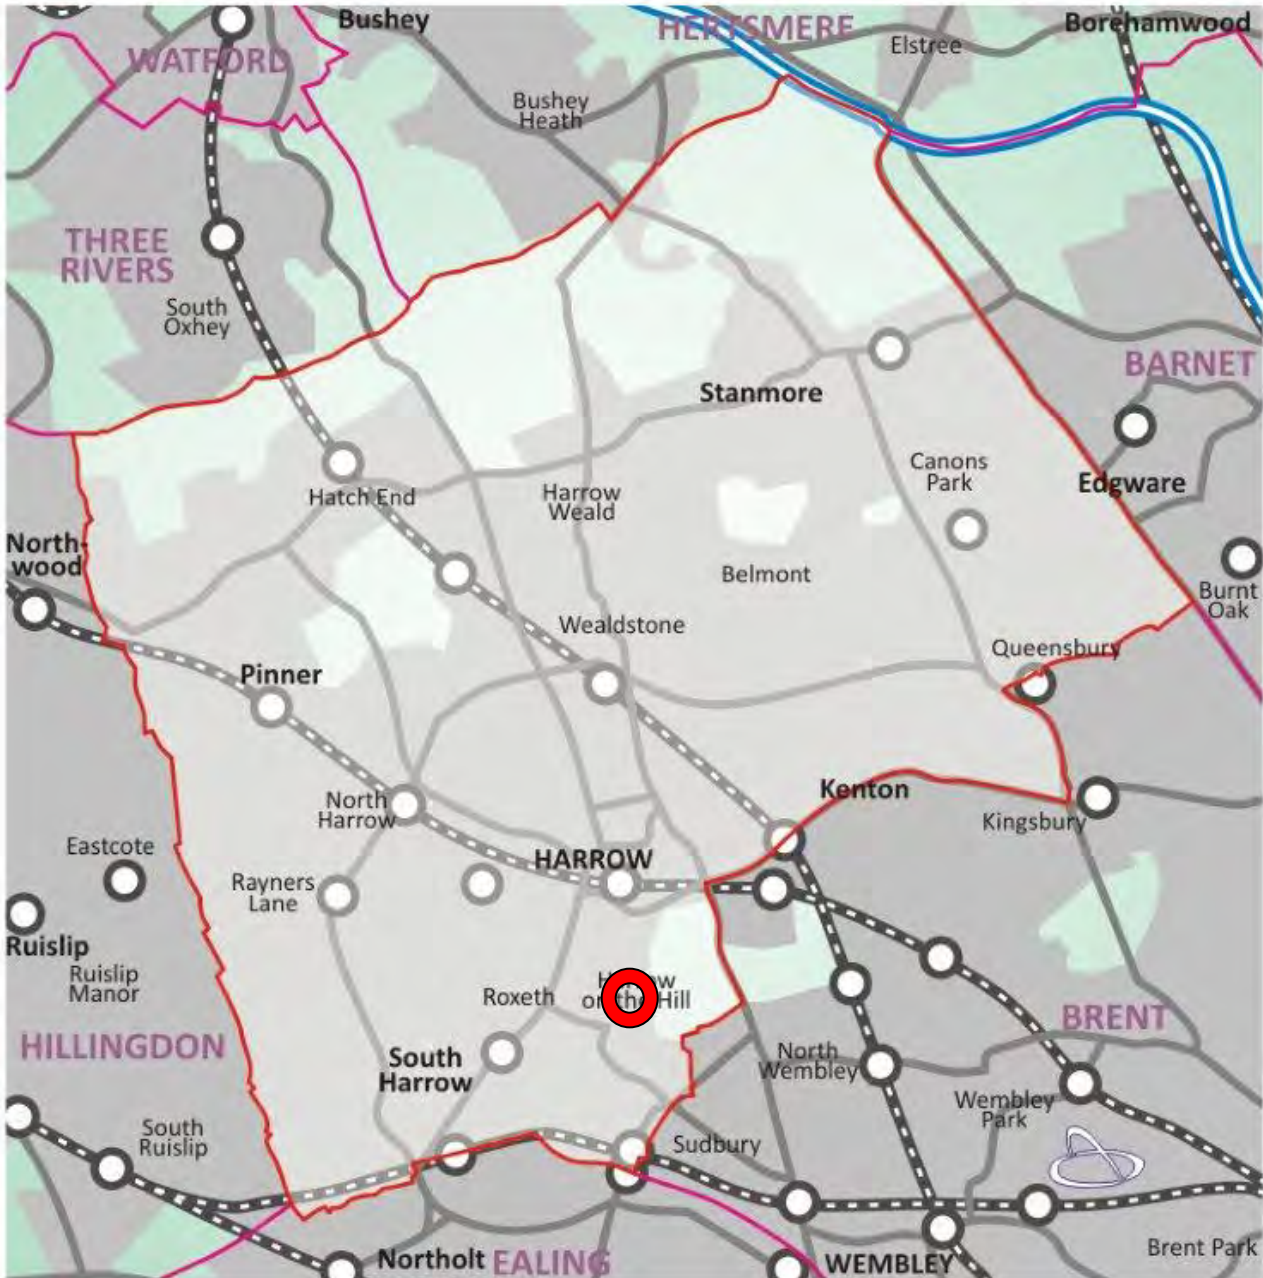 Bushey
HERTSMERE
Borehamwood
WATFORD
Elstree
Bushey
Heath
THREE
RIVERS
South
Oxhey
BARNET
Stanmore
Canons
Park
Edgware
Hatch End
Harrow
Weald
North-
wood
Belmont
Burnt
Oak
Wealdstone
Queensbury
Pinner
Kenton
North
Harrow
Kingsbury
Eastcote
HARROW
Rayners
Lane
Ruislip
Ruislip
Manor
Roxeth
on the Hill
BRENT
HILLINGDON
South
Harrow
North
Wembley
Wembley
Park
South
Ruislip
Sudbury
Northolt
EALING
WEMBLEY
Brent Park